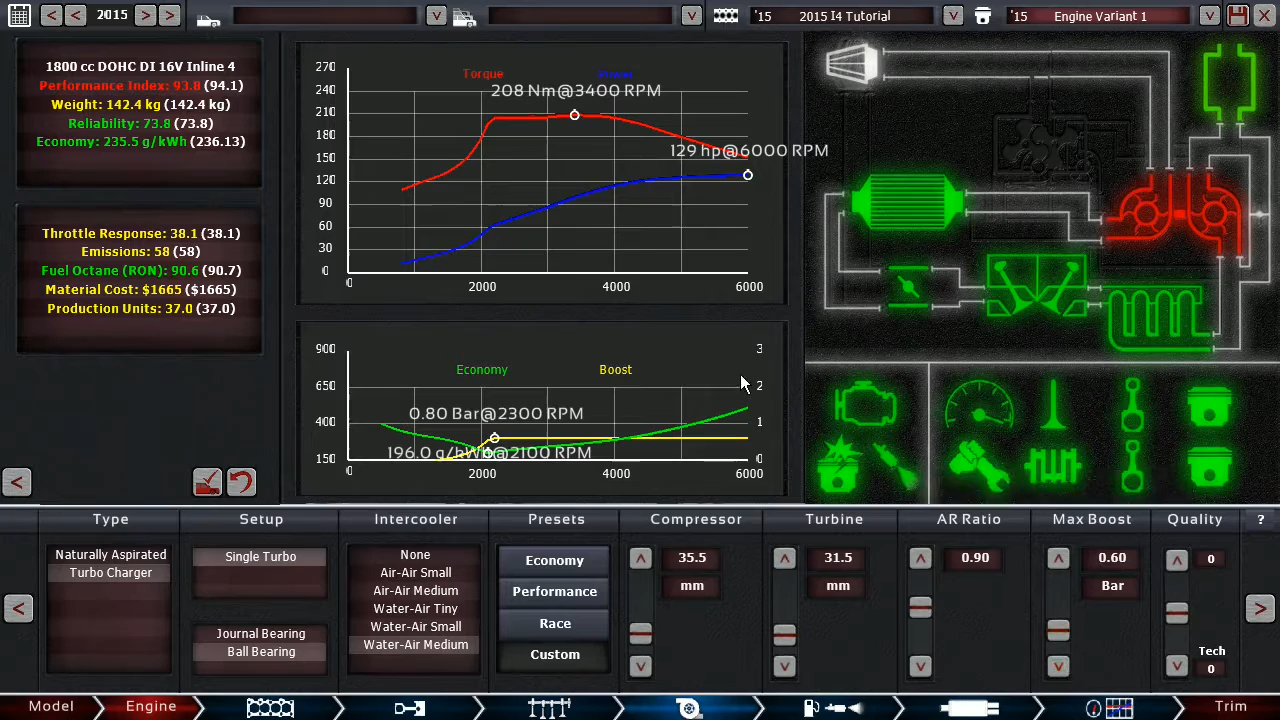 2015
'15 2015 I4 Tutorial
'15 Engine Variant 1
1800 cc DOHC DI 16V Inline 4
Performance Index: 93.8 (94.1)
Weight: 142.4 kg (142.4 kg)
Reliability: 73.8 (73.8)
Economy: 235.5 g/kWh (236.13)
Throttle Response: 38.1 (38.1)
Emissions: 58 (58)
Fuel Octane (RON): 90.6 (90.7)
Material Cost: $1665 ($1665)
Production Units: 37.0 (37.0)
270
240
210
180
150
120
90
60
30
0
Torque Power
208 Nm@3400 RPM
129 hp@6000 RPM
0 2000 4000 6000
900
650
400
150
3
2
1
0
Economy Boost
0.80 Bar@2300 RPM
196.0 g/hWh@2100 RPM
0 2000 4000 6000
Type
Naturally Aspirated
Turbo Charger
Setup
Single Turbo
Journal Bearing
Ball Bearing
Intercooler
None
Air-Air Small
Air-Air Medium
Water-Air Tiny
Water-Air Small
Water-Air Medium
Presets
Economy
Performance
Race
Custom
Compressor
35.5
mm
Turbine
31.5
mm
AR Ratio
0.90
Max Boost
0.60
Bar
Quality
0
Tech
0
?
Model
Engine
Trim